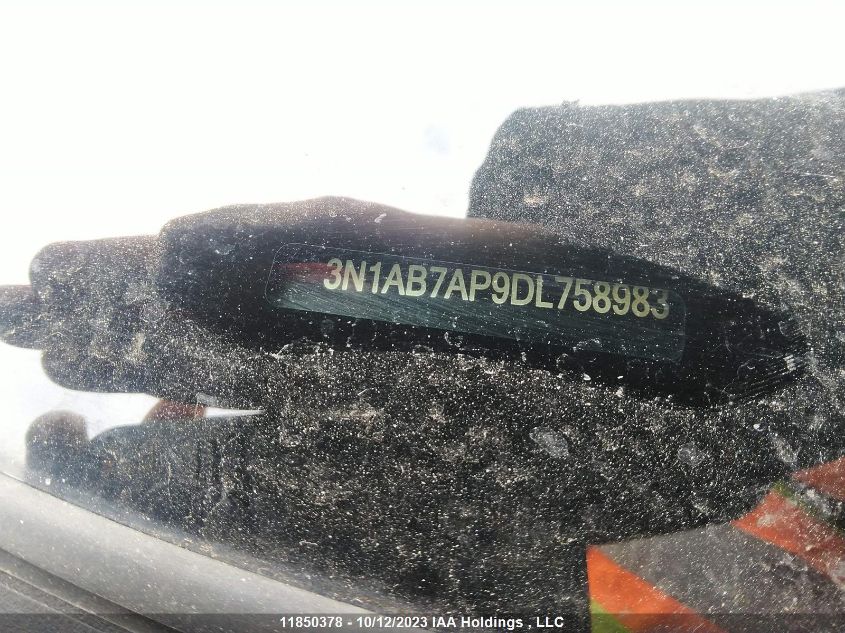 3N1AB7AP9DL758983
11850378 - 10/12/2023 IAA Holdings , LLC